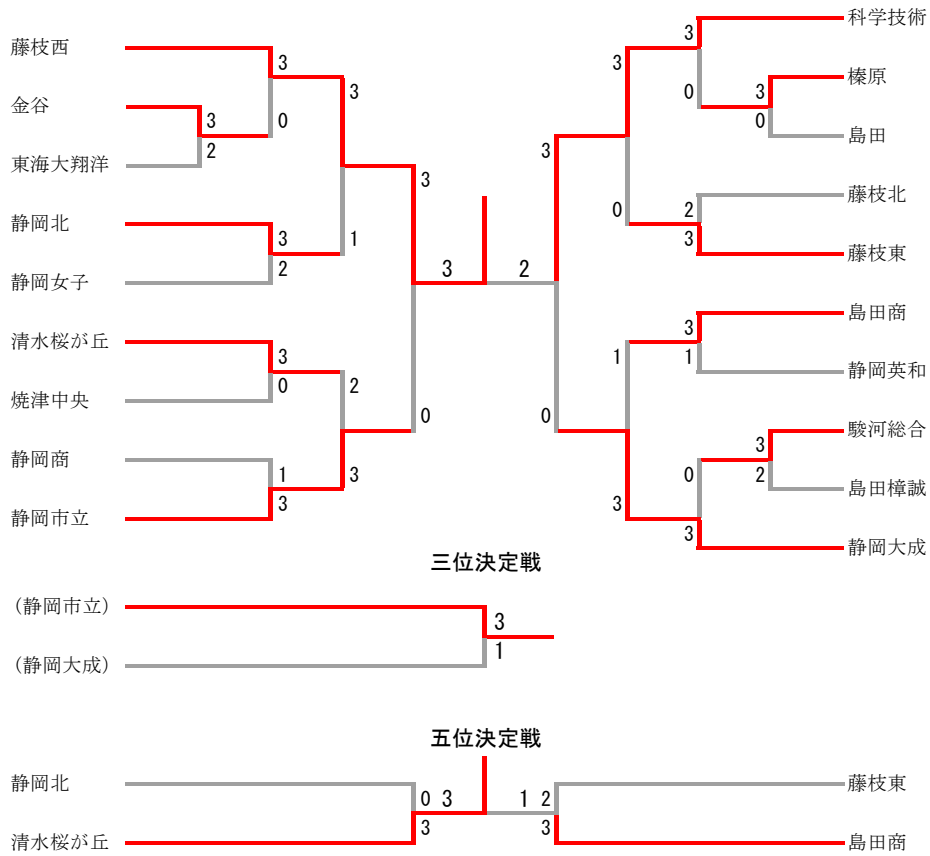 科学技術
3
藤枝西
3
3
3
榛原
3
金谷
0
3
3
0
0
島田
2
3
東海大翔洋
3
藤枝北
2
0
静岡北
3
1
3
藤枝東
2
3
2
静岡女子
島田商
3
清水桜が丘
3
1
1
静岡英和
0
2
焼津中央
0
0
駿河総合
3
静岡商
1
0
2
3
島田樟誠
3
3
静岡市立
3
静岡大成
三位決定戦
(静岡市立)
3
1
(静岡大成)
五位決定戦
静岡北
藤枝東
0 3 1 2
3 3
清水桜が丘
島田商